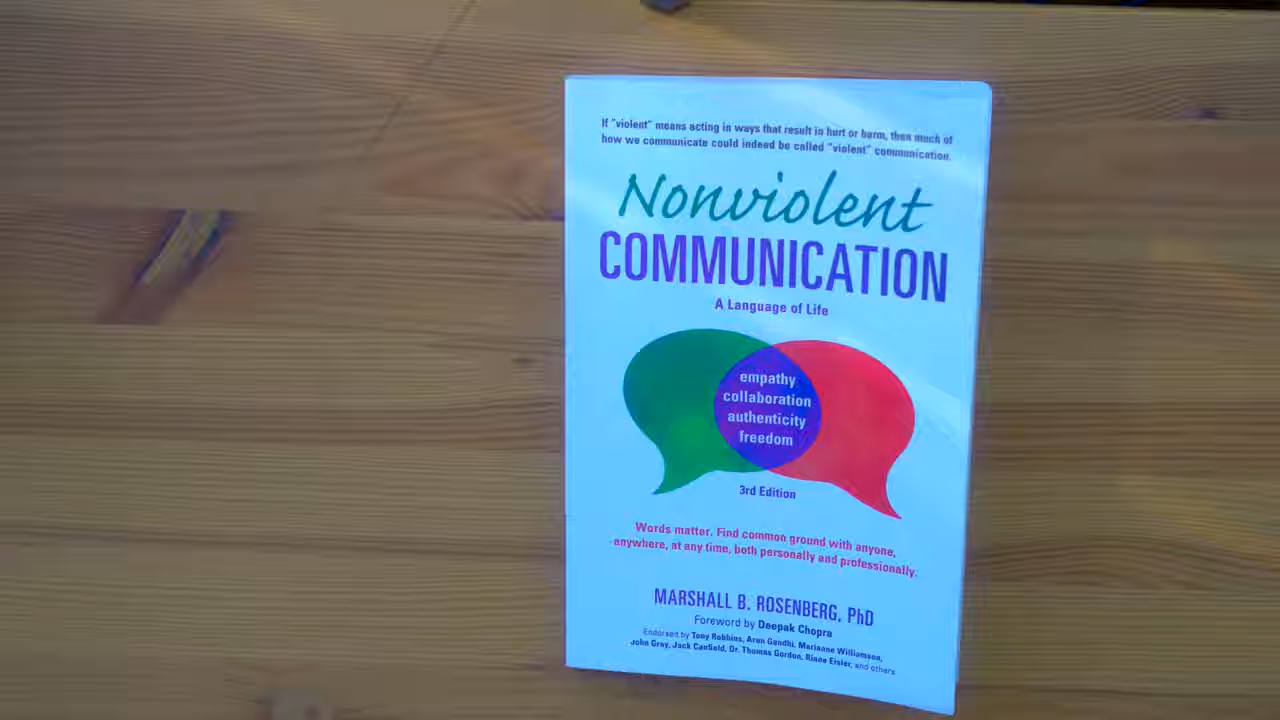 If "violent" means acting in ways that result in hurt or harm, then much of
how we communicate could indeed be called "violent" communication.
Nonviolent
COMMUNICATION
A Language of Life
empathy
collaboration
authenticity
freedom
3rd Edition
Words matter. Find common ground with anyone,
anywhere, at any time, both personally and professionally.
MARSHALL B. ROSENBERG, PhD
Foreword by Deepak Chopra
Endorsed by Tony Robbins, Arun Gandhi, Marianne Williamson,
John Gray, Jack Canfield, Dr. Thomas Gordon, Riane Eisler, and others